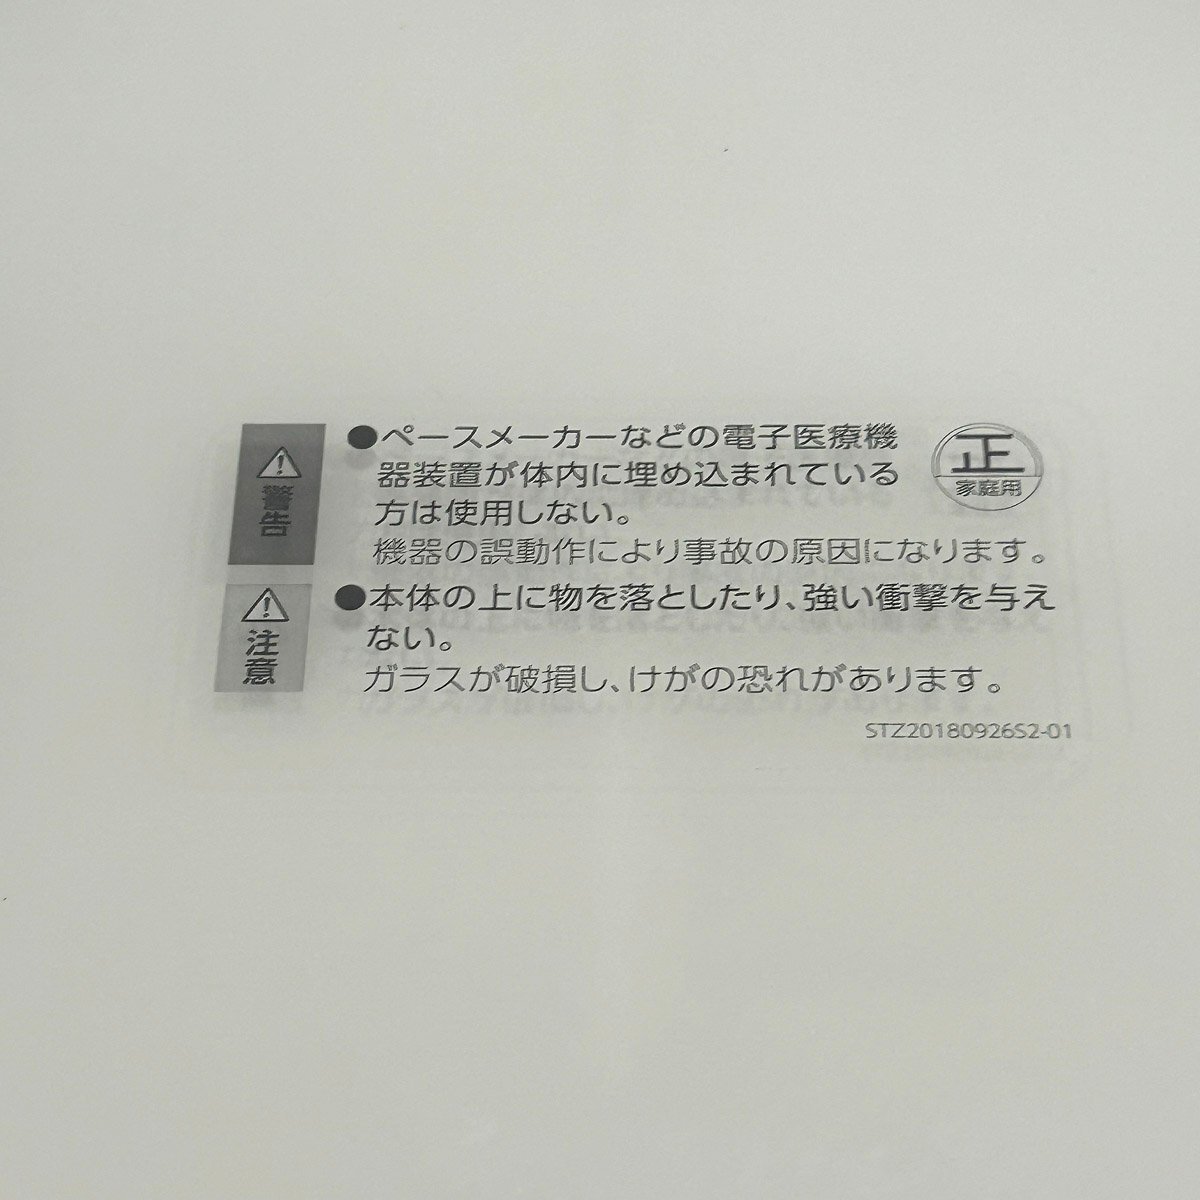 ⚠警告
●ペースメーカーなどの電子医療機
器装置が体内に埋め込まれている
方は使用しない。
機器の誤動作により事故の原因になります。
正
家庭用
⚠注意
●本体の上に物を落としたり、強い衝撃を与え
ない。
ガラスが破損し、けがの恐れがあります。
STZ20180926S2-01